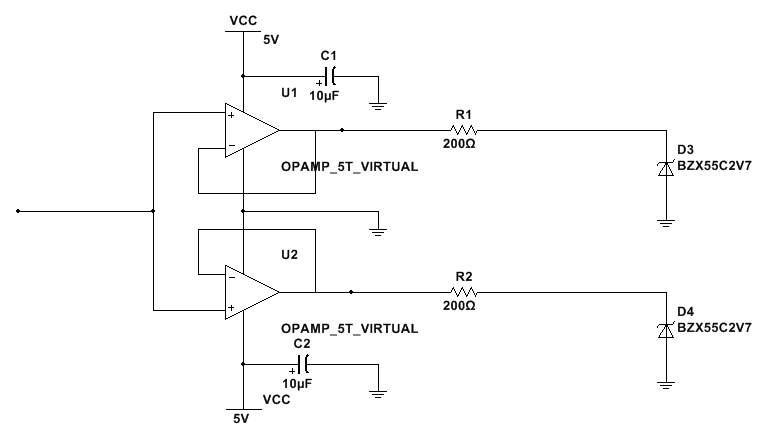 VCC
5V
C1
+
10µF
U1
+
−
OPAMP_5T_VIRTUAL
R1
200Ω
D3
BZX55C2V7
U2
−
+
OPAMP_5T_VIRTUAL
R2
200Ω
D4
BZX55C2V7
C2
+
10µF
VCC
5V